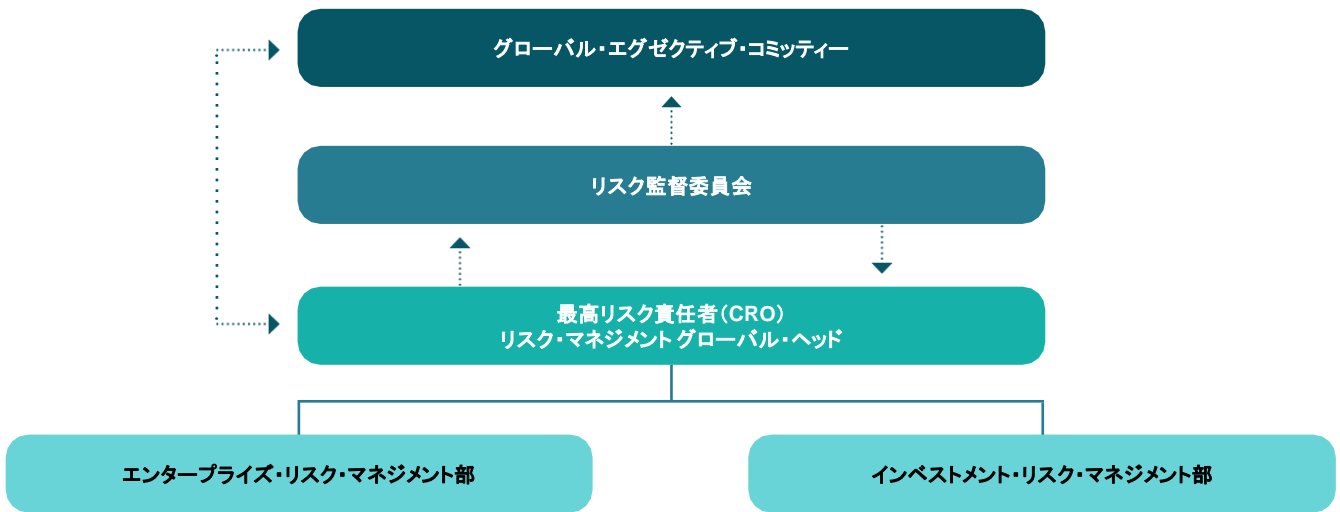 グローバル・エグゼクティブ・コミッティー
リスク監督委員会
最高リスク責任者(CRO)
リスク・マネジメント グローバル・ヘッド
エンタープライズ・リスク・マネジメント部
インベストメント・リスク・マネジメント部